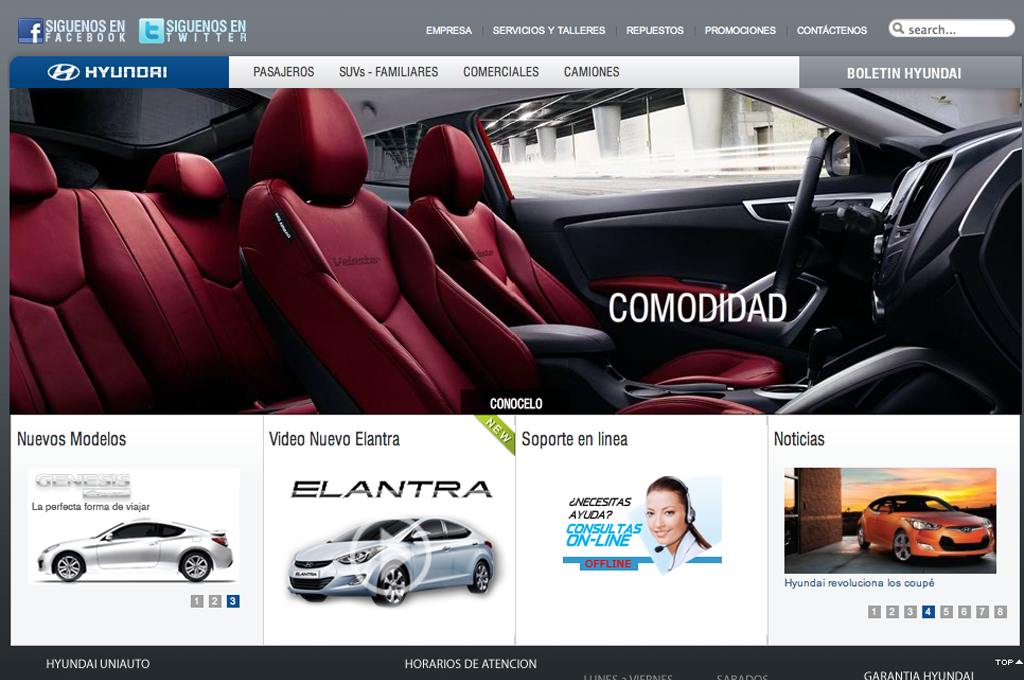 SIGUENOS EN
FACEBOOK
SIGUENOS EN
TWITTER
EMPRESA
SERVICIOS Y TALLERES
REPUESTOS
PROMOCIONES
CONTÁCTENOS
search...
HYUNDAI
PASAJEROS
SUVs - FAMILIARES
COMERCIALES
CAMIONES
BOLETIN HYUNDAI
Veloster
COMODIDAD
CONOCELO
Nuevos Modelos
GENESIS
Coupe
La perfecta forma de viajar
1 2 3
Video Nuevo Elantra
NEW
ELANTRA
ELANTRA
Soporte en linea
¿NECESITAS
AYUDA?
CONSULTAS
ON-LINE
OFFLINE
Noticias
Hyundai revoluciona los coupé
1 2 3 4 5 6 7 8
HYUNDAI UNIAUTO
HORARIOS DE ATENCION
TOP
LUNES a VIERNES
SABADOS
GARANTIA HYUNDAI